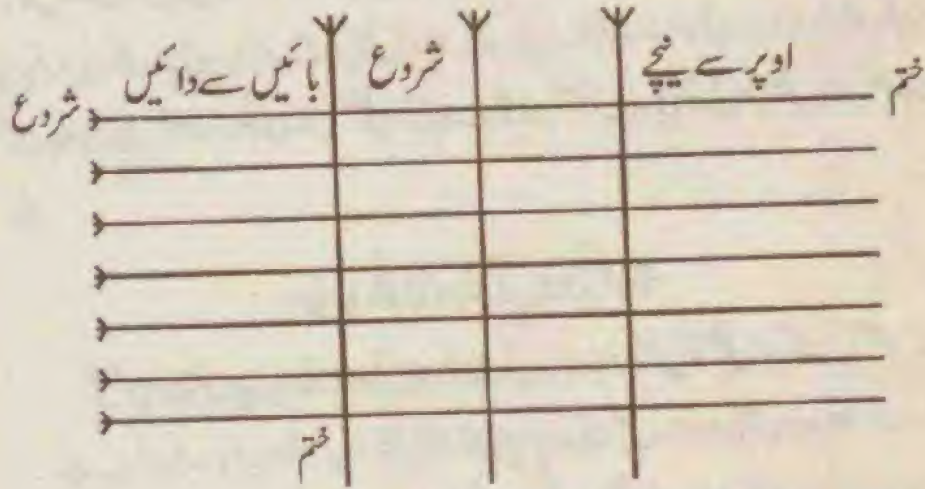 بائیں سے دائیں شروع اوپر سے نیچے
شروع ختم
ختم